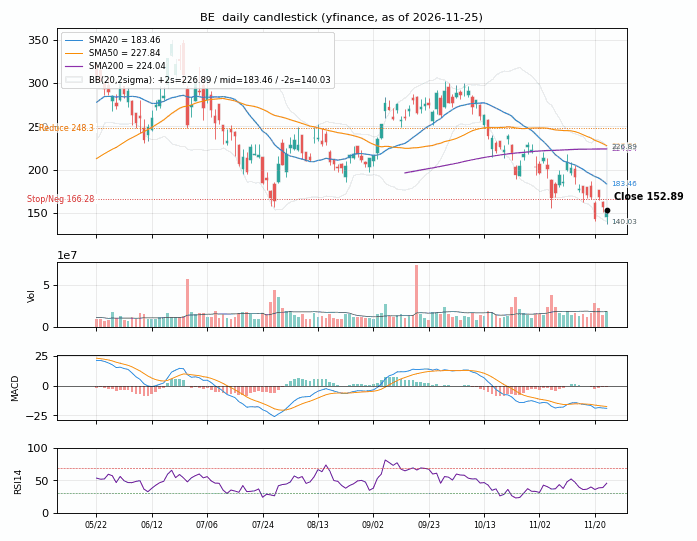 BE  daily candlestick (yfinance, as of 2026-11-25)
SMA20 = 183.46
SMA50 = 227.84
SMA200 = 224.04
BB(20,2sigma): +2s=226.89 / mid=183.46 / -2s=140.03
350
300
250
200
150
248.3
Stop/Neg 166.28
226.89
183.46
Close 152.89
140.03
1e7
Vol
5
0
MACD
25
0
−25
RSI14
100
50
0
05/22
06/12
07/06
07/24
08/13
09/02
09/23
10/13
11/02
11/20